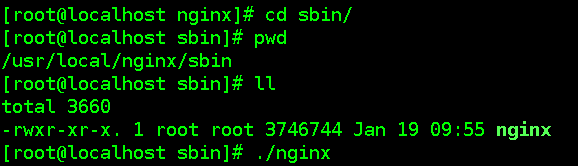 [root@localhost nginx]# cd sbin/
[root@localhost sbin]# pwd
/usr/local/nginx/sbin
[root@localhost sbin]# ll
total 3660
-rwxr-xr-x. 1 root root 3746744 Jan 19 09:55 nginx
[root@localhost sbin]# ./nginx